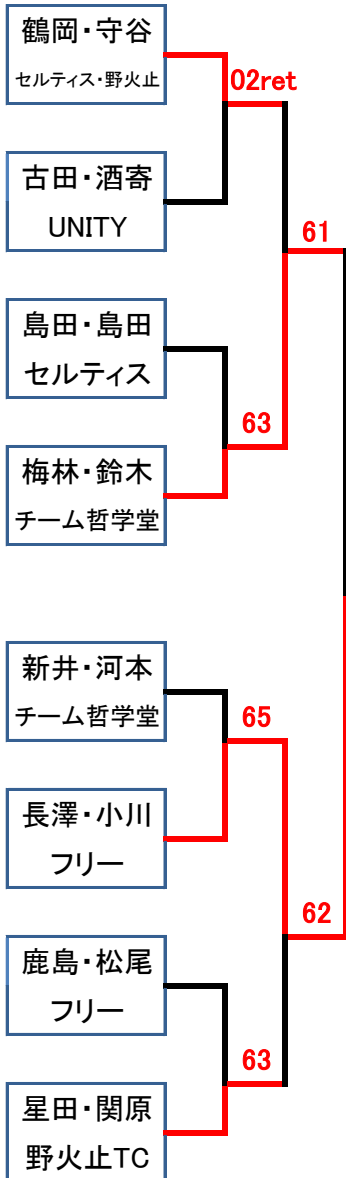 鶴岡・守谷
セルティス・野火止
02ret
古田・酒寄
UNITY
61
島田・島田
セルティス
63
梅林・鈴木
チーム哲学堂
新井・河本
チーム哲学堂
65
長澤・小川
フリー
62
鹿島・松尾
フリー
63
星田・関原
野火止TC